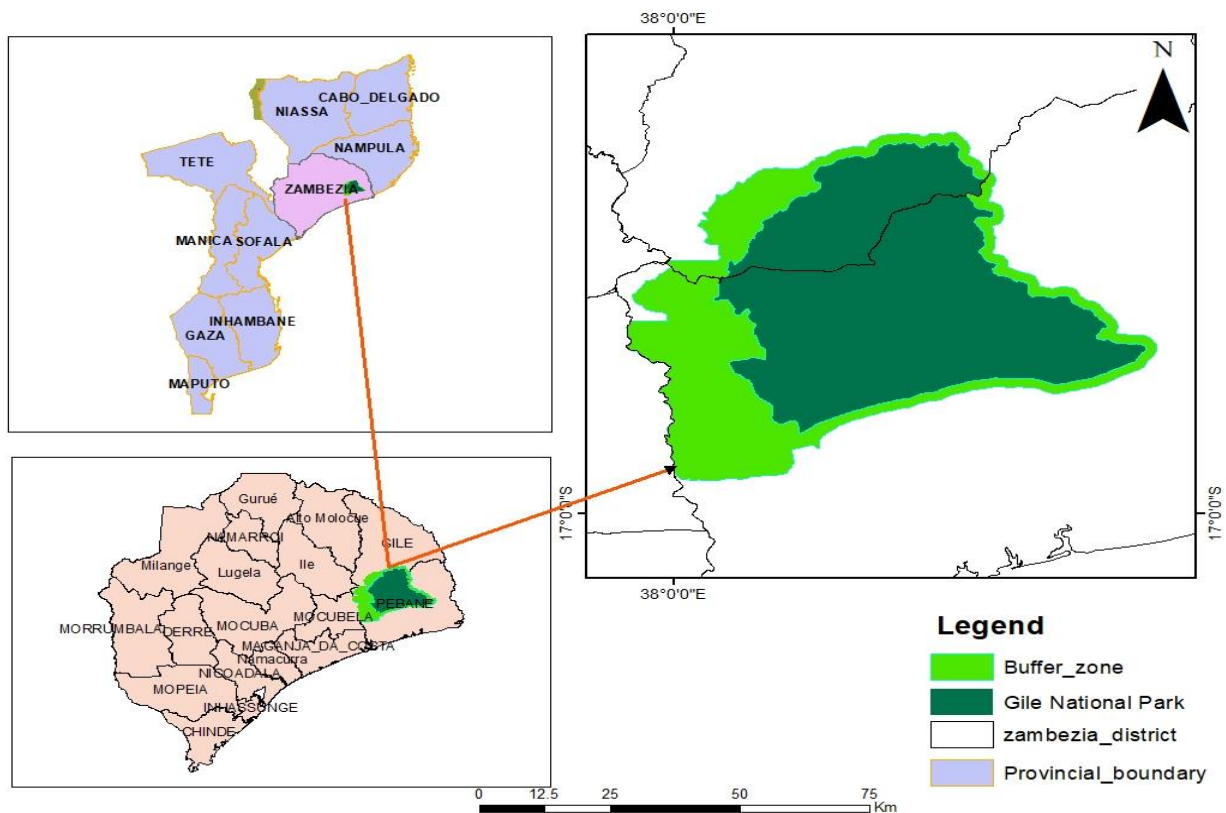 CABO_DELGADO
NIASSA
NAMPULA
TETE
ZAMBEZIA
MANICA
SOFALA
INHAMBANE
GAZA
MAPUTO
38°0'0"E
N
17°0'0"S
17°0'0"S
38°0'0"E
Gurué
Alto Molocue
NAMARROI
GILE
Milange
Ile
Lugela
PEBANE
MOCUBELA
MORRUMBALA
DERRE
MOCUBA
MAGANJA_DA_COSTA
Namacurra
NICOADALA
MOPEIA
INHASSUNGE
CHINDE
Legend
Buffer_zone
Gile National Park
zambezia_district
Provincial_boundary
0 12.5 25 50 75
Km